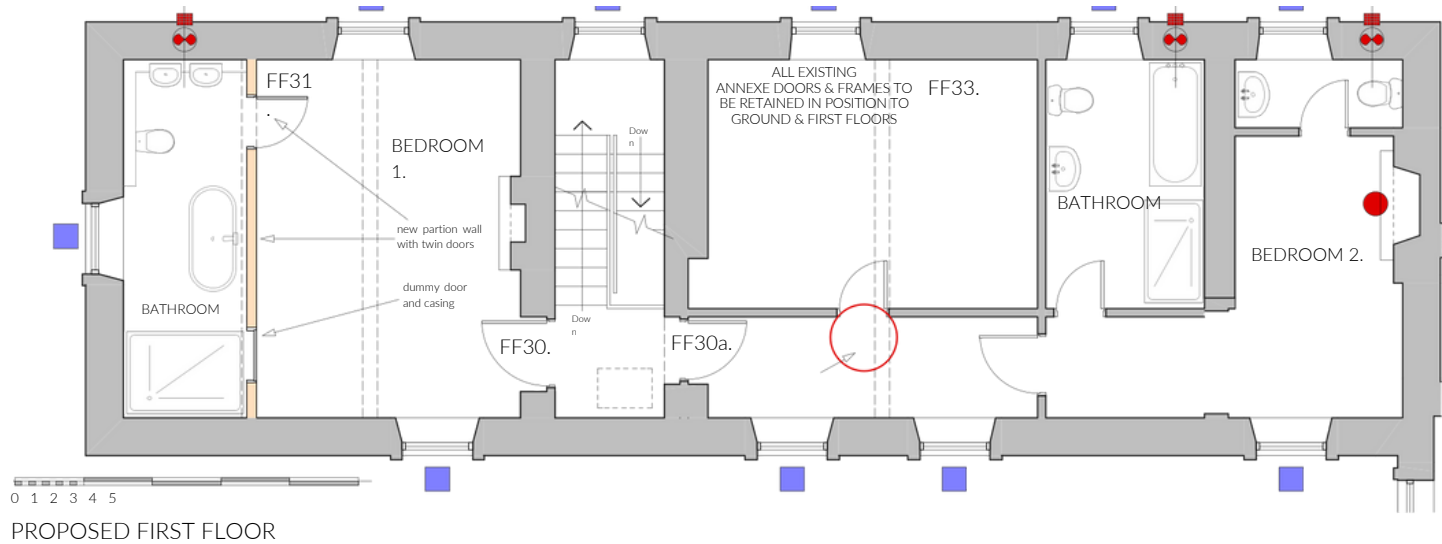 FF31
.
BEDROOM
1.
new partion wall
with twin doors
dummy door
and casing
BATHROOM
FF30.
Dow
n
Dow
n
FF30a.
ALL EXISTING
ANNEXE DOORS & FRAMES TO
BE RETAINED IN POSITION TO
GROUND & FIRST FLOORS
FF33.
BATHROOM
BEDROOM 2.
0 1 2 3 4 5
PROPOSED FIRST FLOOR